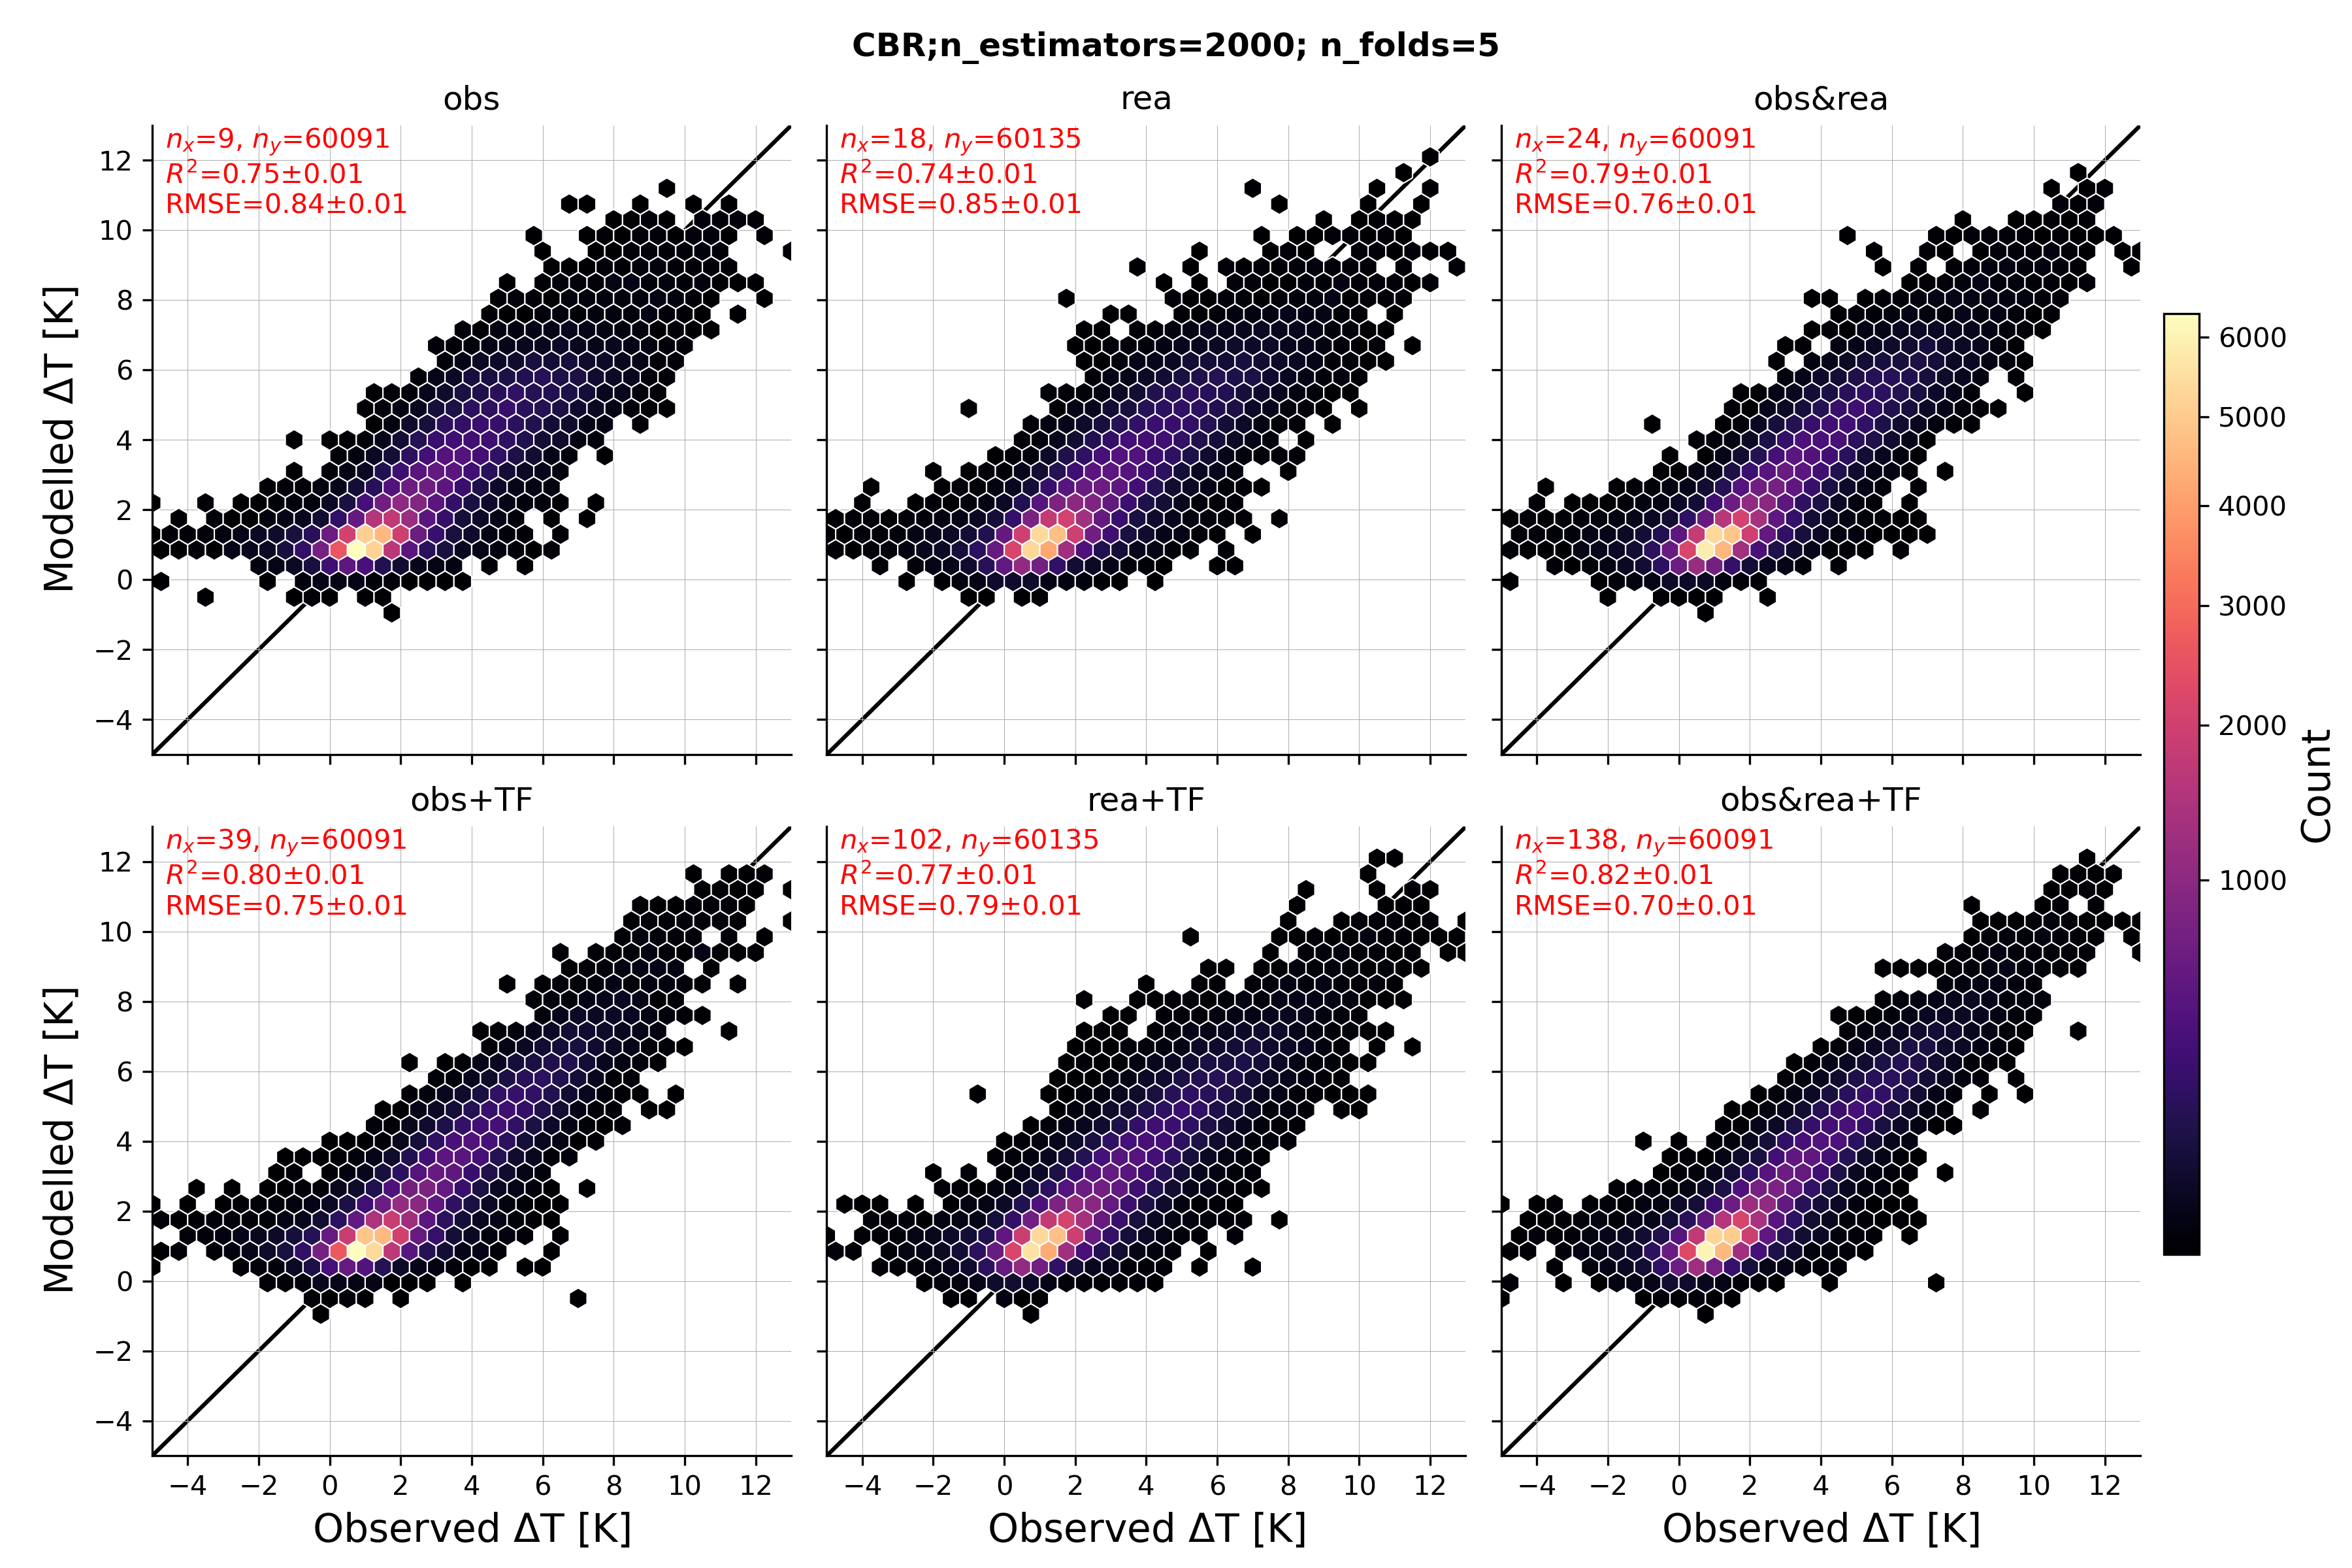 CBR;n_estimators=2000; n_folds=5
obs
rea
obs&rea
n_x=9, n_y=60091
R²=0.75±0.01
RMSE=0.84±0.01
n_x=18, n_y=60135
R²=0.74±0.01
RMSE=0.85±0.01
n_x=24, n_y=60091
R²=0.79±0.01
RMSE=0.76±0.01
Modelled ΔT [K]
12
10
8
6
4
2
0
−2
−4
obs+TF
rea+TF
obs&rea+TF
n_x=39, n_y=60091
R²=0.80±0.01
RMSE=0.75±0.01
n_x=102, n_y=60135
R²=0.77±0.01
RMSE=0.79±0.01
n_x=138, n_y=60091
R²=0.82±0.01
RMSE=0.70±0.01
Modelled ΔT [K]
12
10
8
6
4
2
0
−2
−4
−4 −2 0 2 4 6 8 10 12
−4 −2 0 2 4 6 8 10 12
−4 −2 0 2 4 6 8 10 12
Observed ΔT [K]
Observed ΔT [K]
Observed ΔT [K]
6000
5000
4000
3000
2000
1000
Count